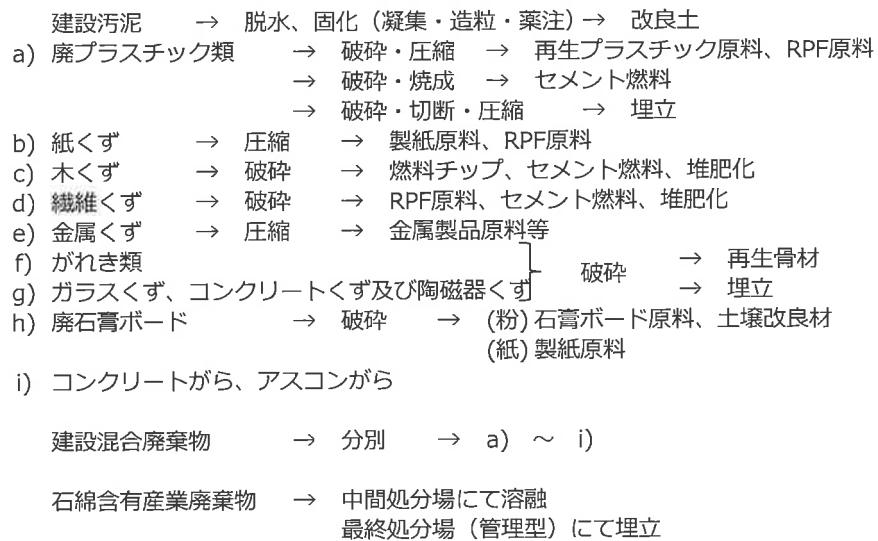 建設汚泥 → 脱水、固化（凝集・造粒・薬注）→ 改良土
a) 廃プラスチック類 → 破砕・圧縮 → 再生プラスチック原料、RPF原料
→ 破砕・焼成 → セメント燃料
→ 破砕・切断・圧縮 → 埋立
b) 紙くず → 圧縮 → 製紙原料、RPF原料
c) 木くず → 破砕 → 燃料チップ、セメント燃料、堆肥化
d) 繊維くず → 破砕 → RPF原料、セメント燃料、堆肥化
e) 金属くず → 圧縮 → 金属製品原料等
f) がれき類 → 再生骨材
破砕
g) ガラスくず、コンクリートくず及び陶磁器くず → 埋立
h) 廃石膏ボード → 破砕 → (粉) 石膏ボード原料、土壌改良材
(紙) 製紙原料
i) コンクリートがら、アスコンがら
建設混合廃棄物 → 分別 → a) ～ i)
石綿含有産業廃棄物 → 中間処分場にて溶融
最終処分場（管理型）にて埋立